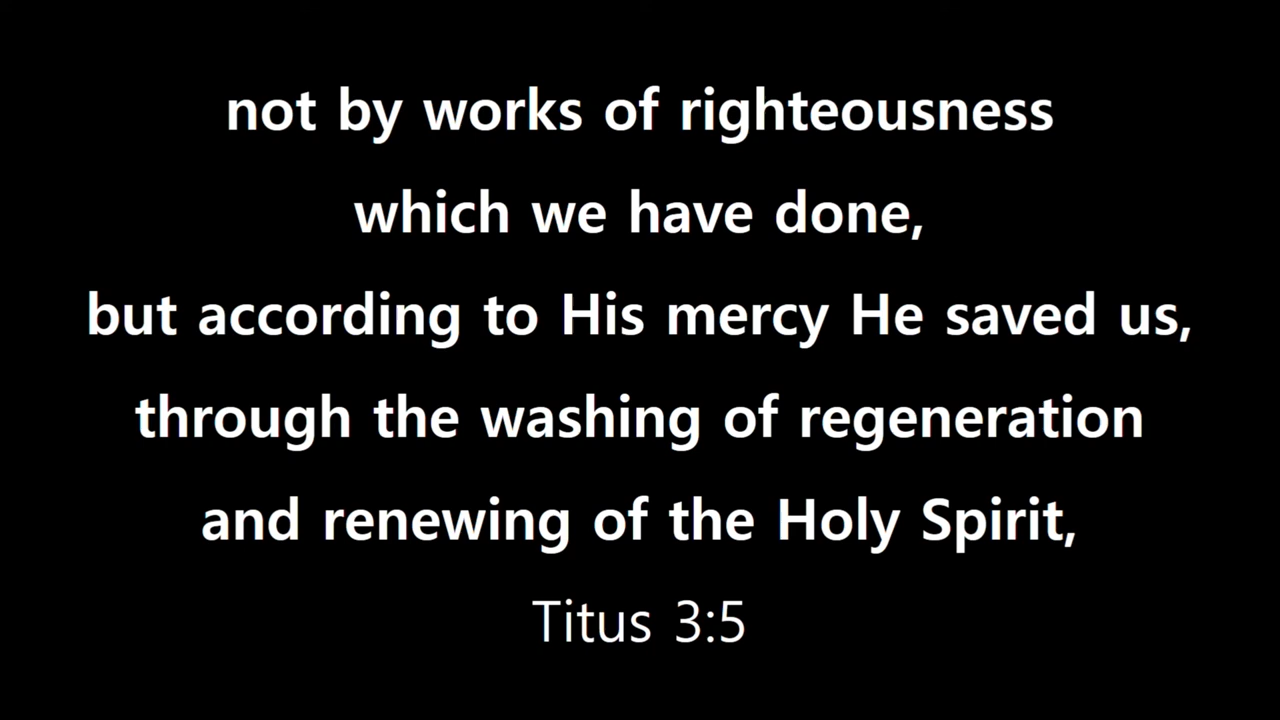 not by works of righteousness
which we have done,
but according to His mercy He saved us,
through the washing of regeneration
and renewing of the Holy Spirit,
Titus 3:5